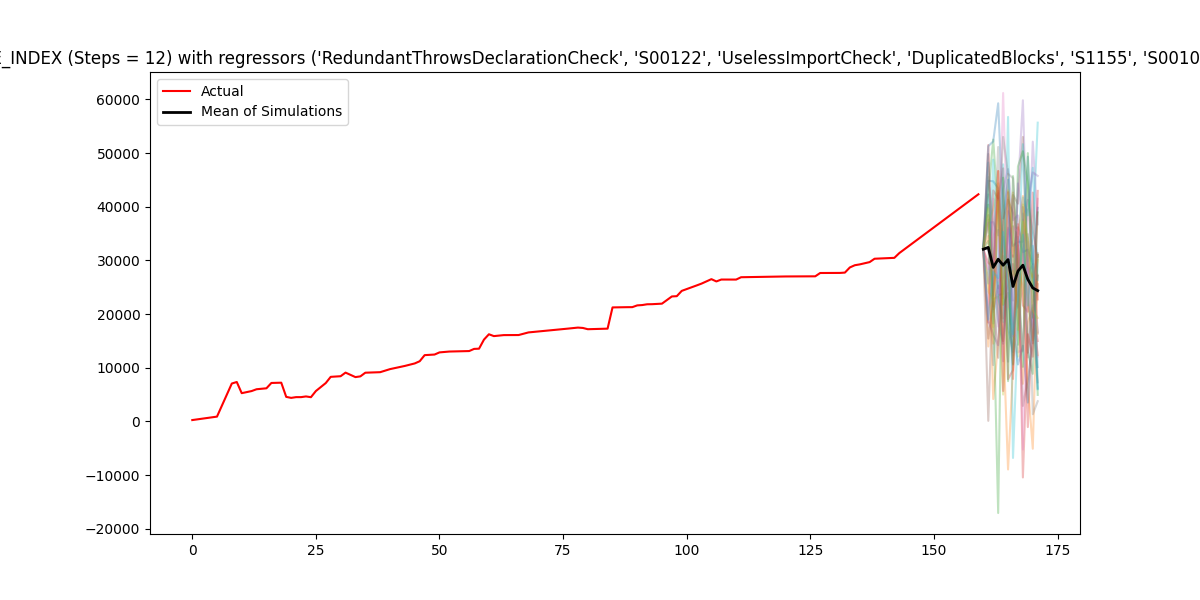 E_INDEX (Steps = 12) with regressors ('RedundantThrowsDeclarationCheck', 'S00122', 'UselessImportCheck', 'DuplicatedBlocks', 'S1155', 'S0010
Actual
Mean of Simulations
60000
50000
40000
30000
20000
10000
0
−10000
−20000
0 25 50 75 100 125 150 175